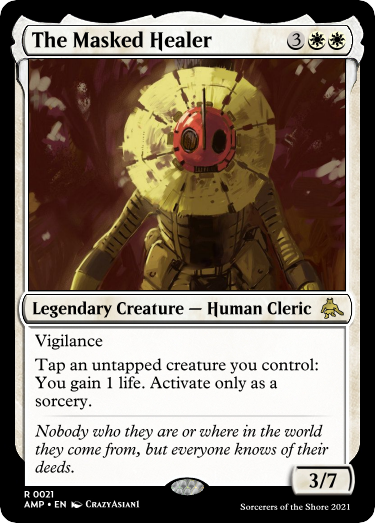 The Masked Healer 3
Legendary Creature — Human Cleric
Vigilance
Tap an untapped creature you control:
You gain 1 life. Activate only as a
sorcery.
Nobody who they are or where in the world
they come from, but everyone knows of their
deeds.
3/7
R 0021
AMP • EN CrazyAsian1
Sorcerers of the Shore 2021